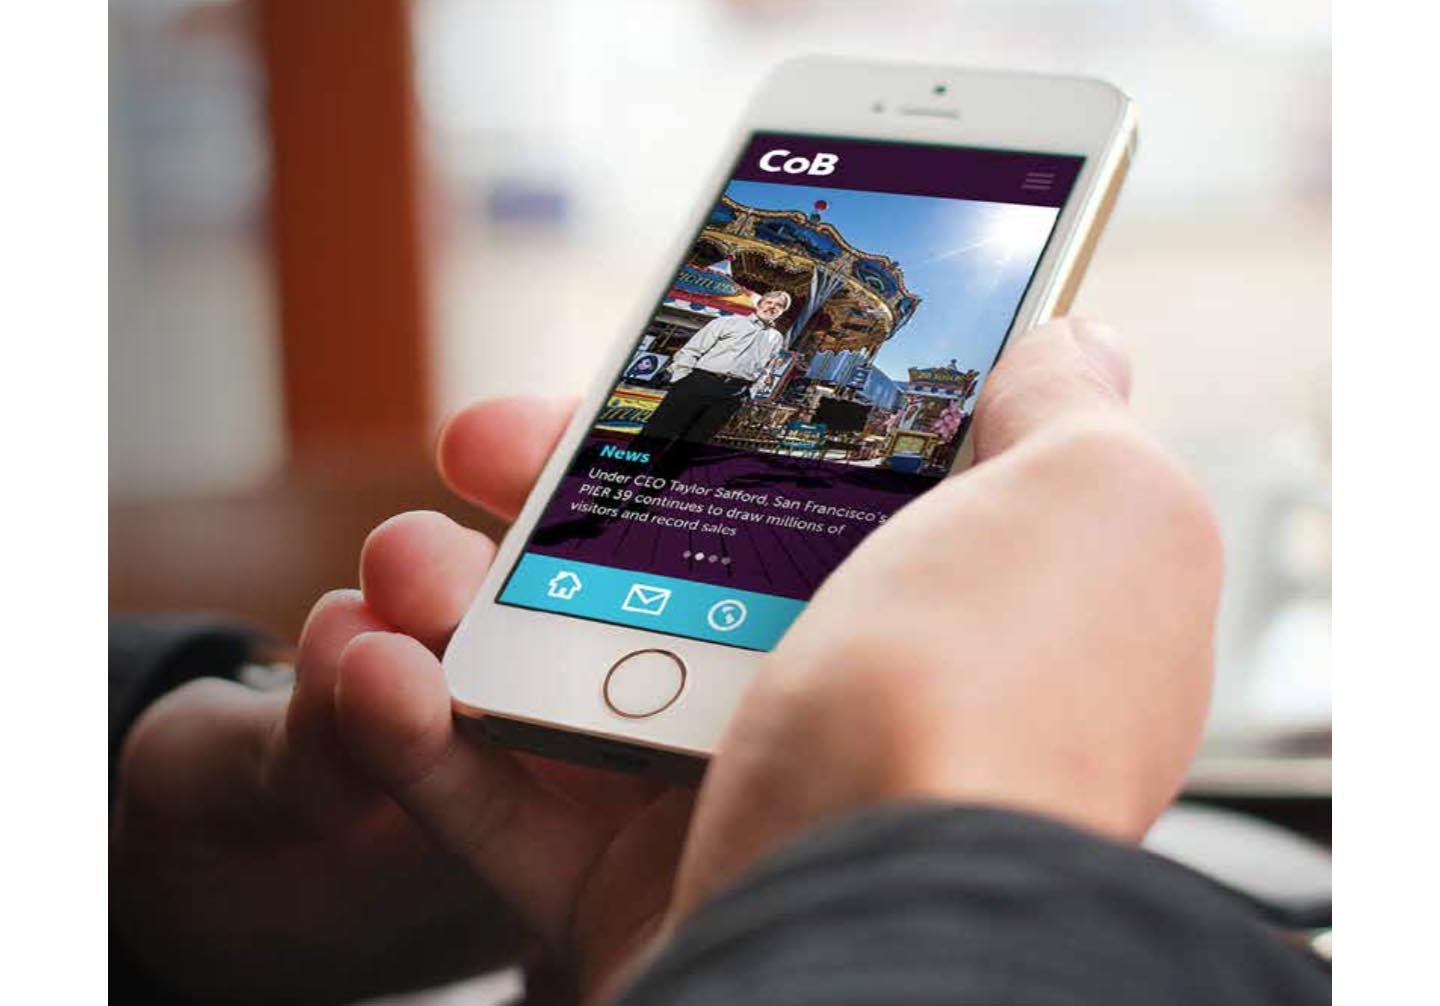 CoB
News
Under CEO Taylor Safford, San Francisco's
PIER 39 continues to draw millions of
visitors and record sales